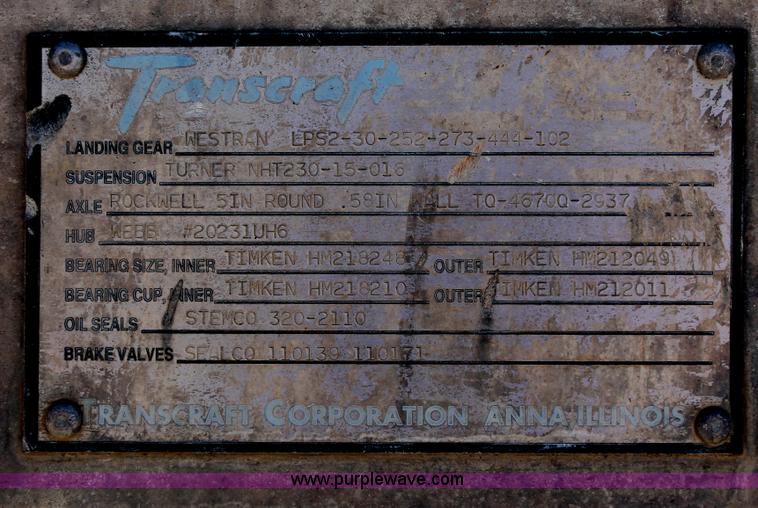 Transcraft
LANDING GEAR WESTRAN LPS2-30-252-273-444-102
SUSPENSION TURNER NHT230-15-016
AXLE ROCKWELL 5IN ROUND .58IN WALL TQ-4670Q-2937
HUB WEBB #20231UH6
BEARING SIZE, INNER TIMKEN HM218248 OUTER TIMKEN HM212049
BEARING CUP, INNER TIMKEN HM218210 OUTER TIMKEN HM212011
OIL SEALS STEMCO 320-2110
BRAKE VALVES SEALCO 110139 110171
TRANSCRAFT CORPORATION ANNA, ILLINOIS
www.purplewave.com